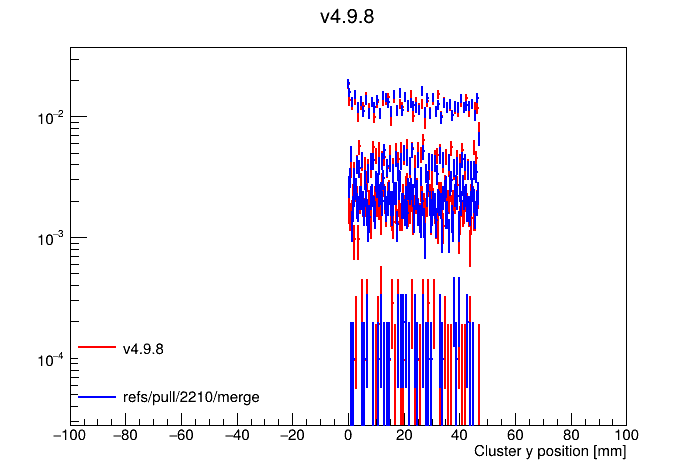 v4.9.8
10⁻²
10⁻³
10⁻⁴
v4.9.8
refs/pull/2210/merge
−100 −80 −60 −40 −20 0 20 40 60 80 100
Cluster y position [mm]